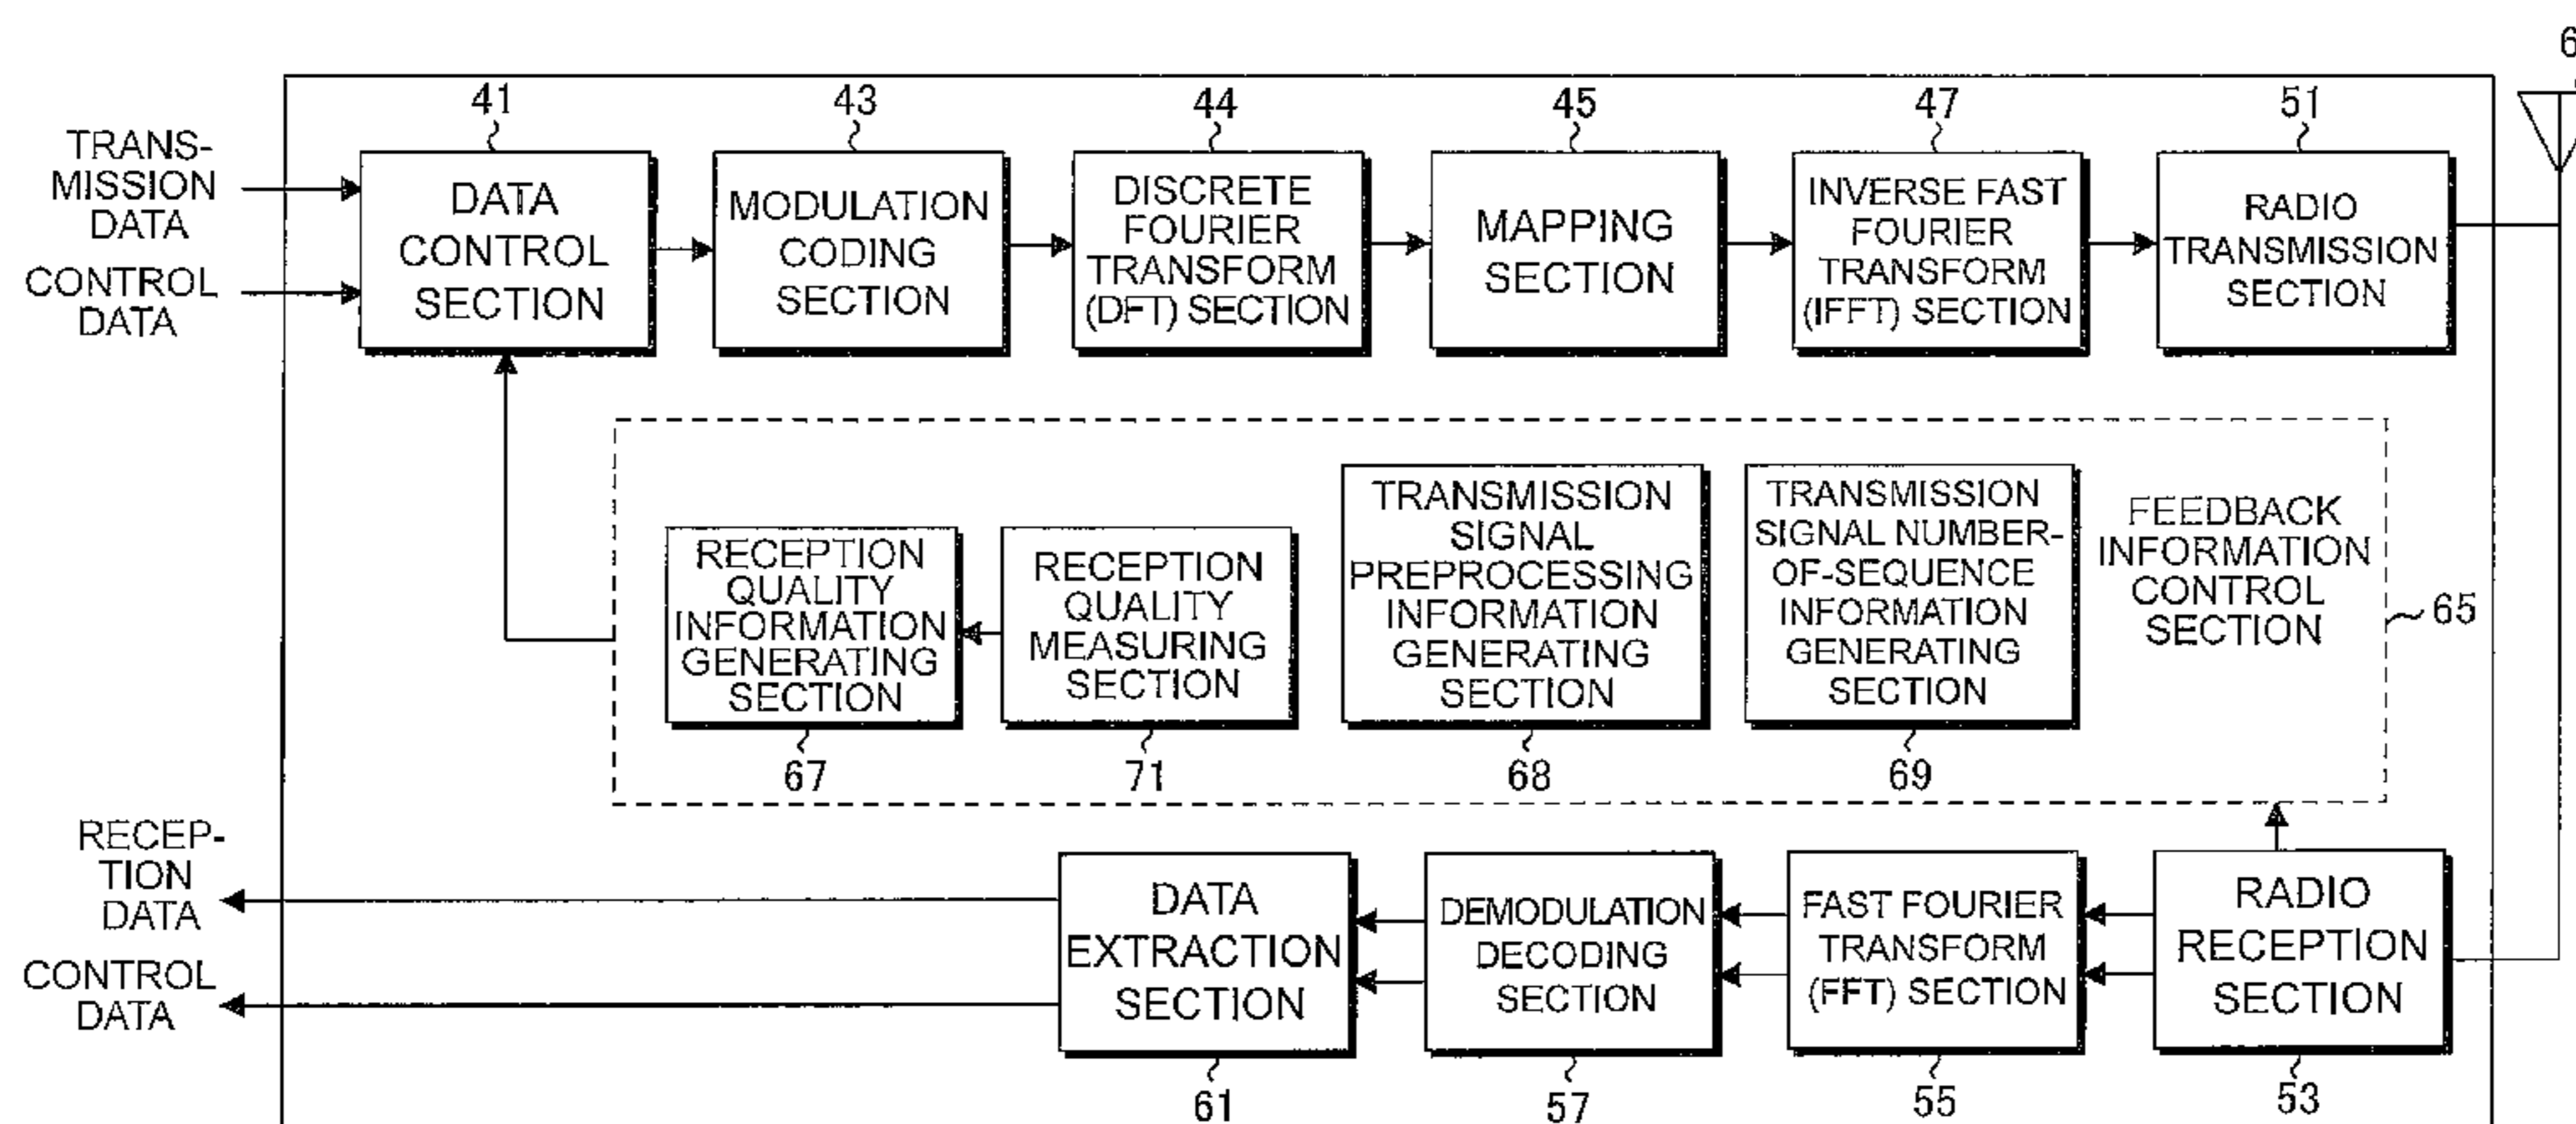 6
41
43
44
45
47
51
TRANS-
MISSION
DATA
CONTROL
DATA
DATA
CONTROL
SECTION
MODULATION
CODING
SECTION
DISCRETE
FOURIER
TRANSFORM
(DFT) SECTION
MAPPING
SECTION
INVERSE FAST
FOURIER
TRANSFORM
(IFFT) SECTION
RADIO
TRANSMISSION
SECTION
RECEPTION
QUALITY
INFORMATION
GENERATING
SECTION
67
RECEPTION
QUALITY
MEASURING
SECTION
71
TRANSMISSION
SIGNAL
PREPROCESSING
INFORMATION
GENERATING
SECTION
68
TRANSMISSION
SIGNAL NUMBER-
OF-SEQUENCE
INFORMATION
GENERATING
SECTION
69
FEEDBACK
INFORMATION
CONTROL
SECTION
65
RECEP-
TION
DATA
CONTROL
DATA
DATA
EXTRACTION
SECTION
61
DEMODULATION
DECODING
SECTION
57
FAST FOURIER
TRANSFORM
(FFT) SECTION
55
RADIO
RECEPTION
SECTION
53